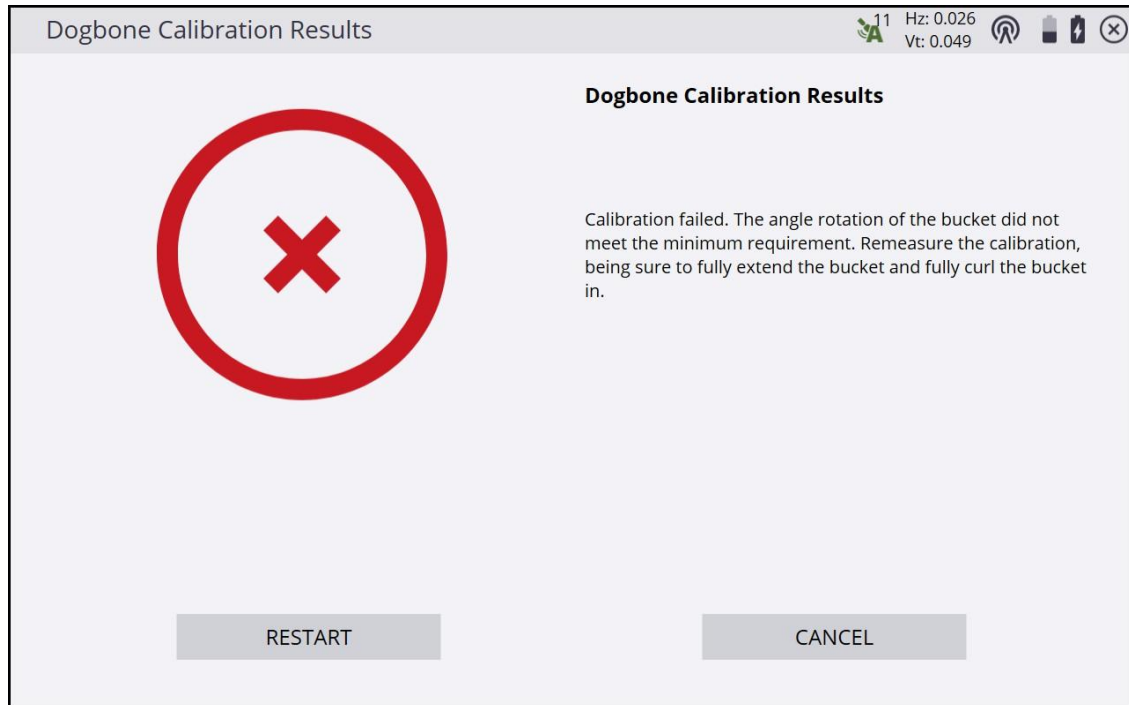 Dogbone Calibration Results
11
Hz: 0.026
Vt: 0.049
Dogbone Calibration Results
Calibration failed. The angle rotation of the bucket did not
meet the minimum requirement. Remeasure the calibration,
being sure to fully extend the bucket and fully curl the bucket
in.
RESTART
CANCEL